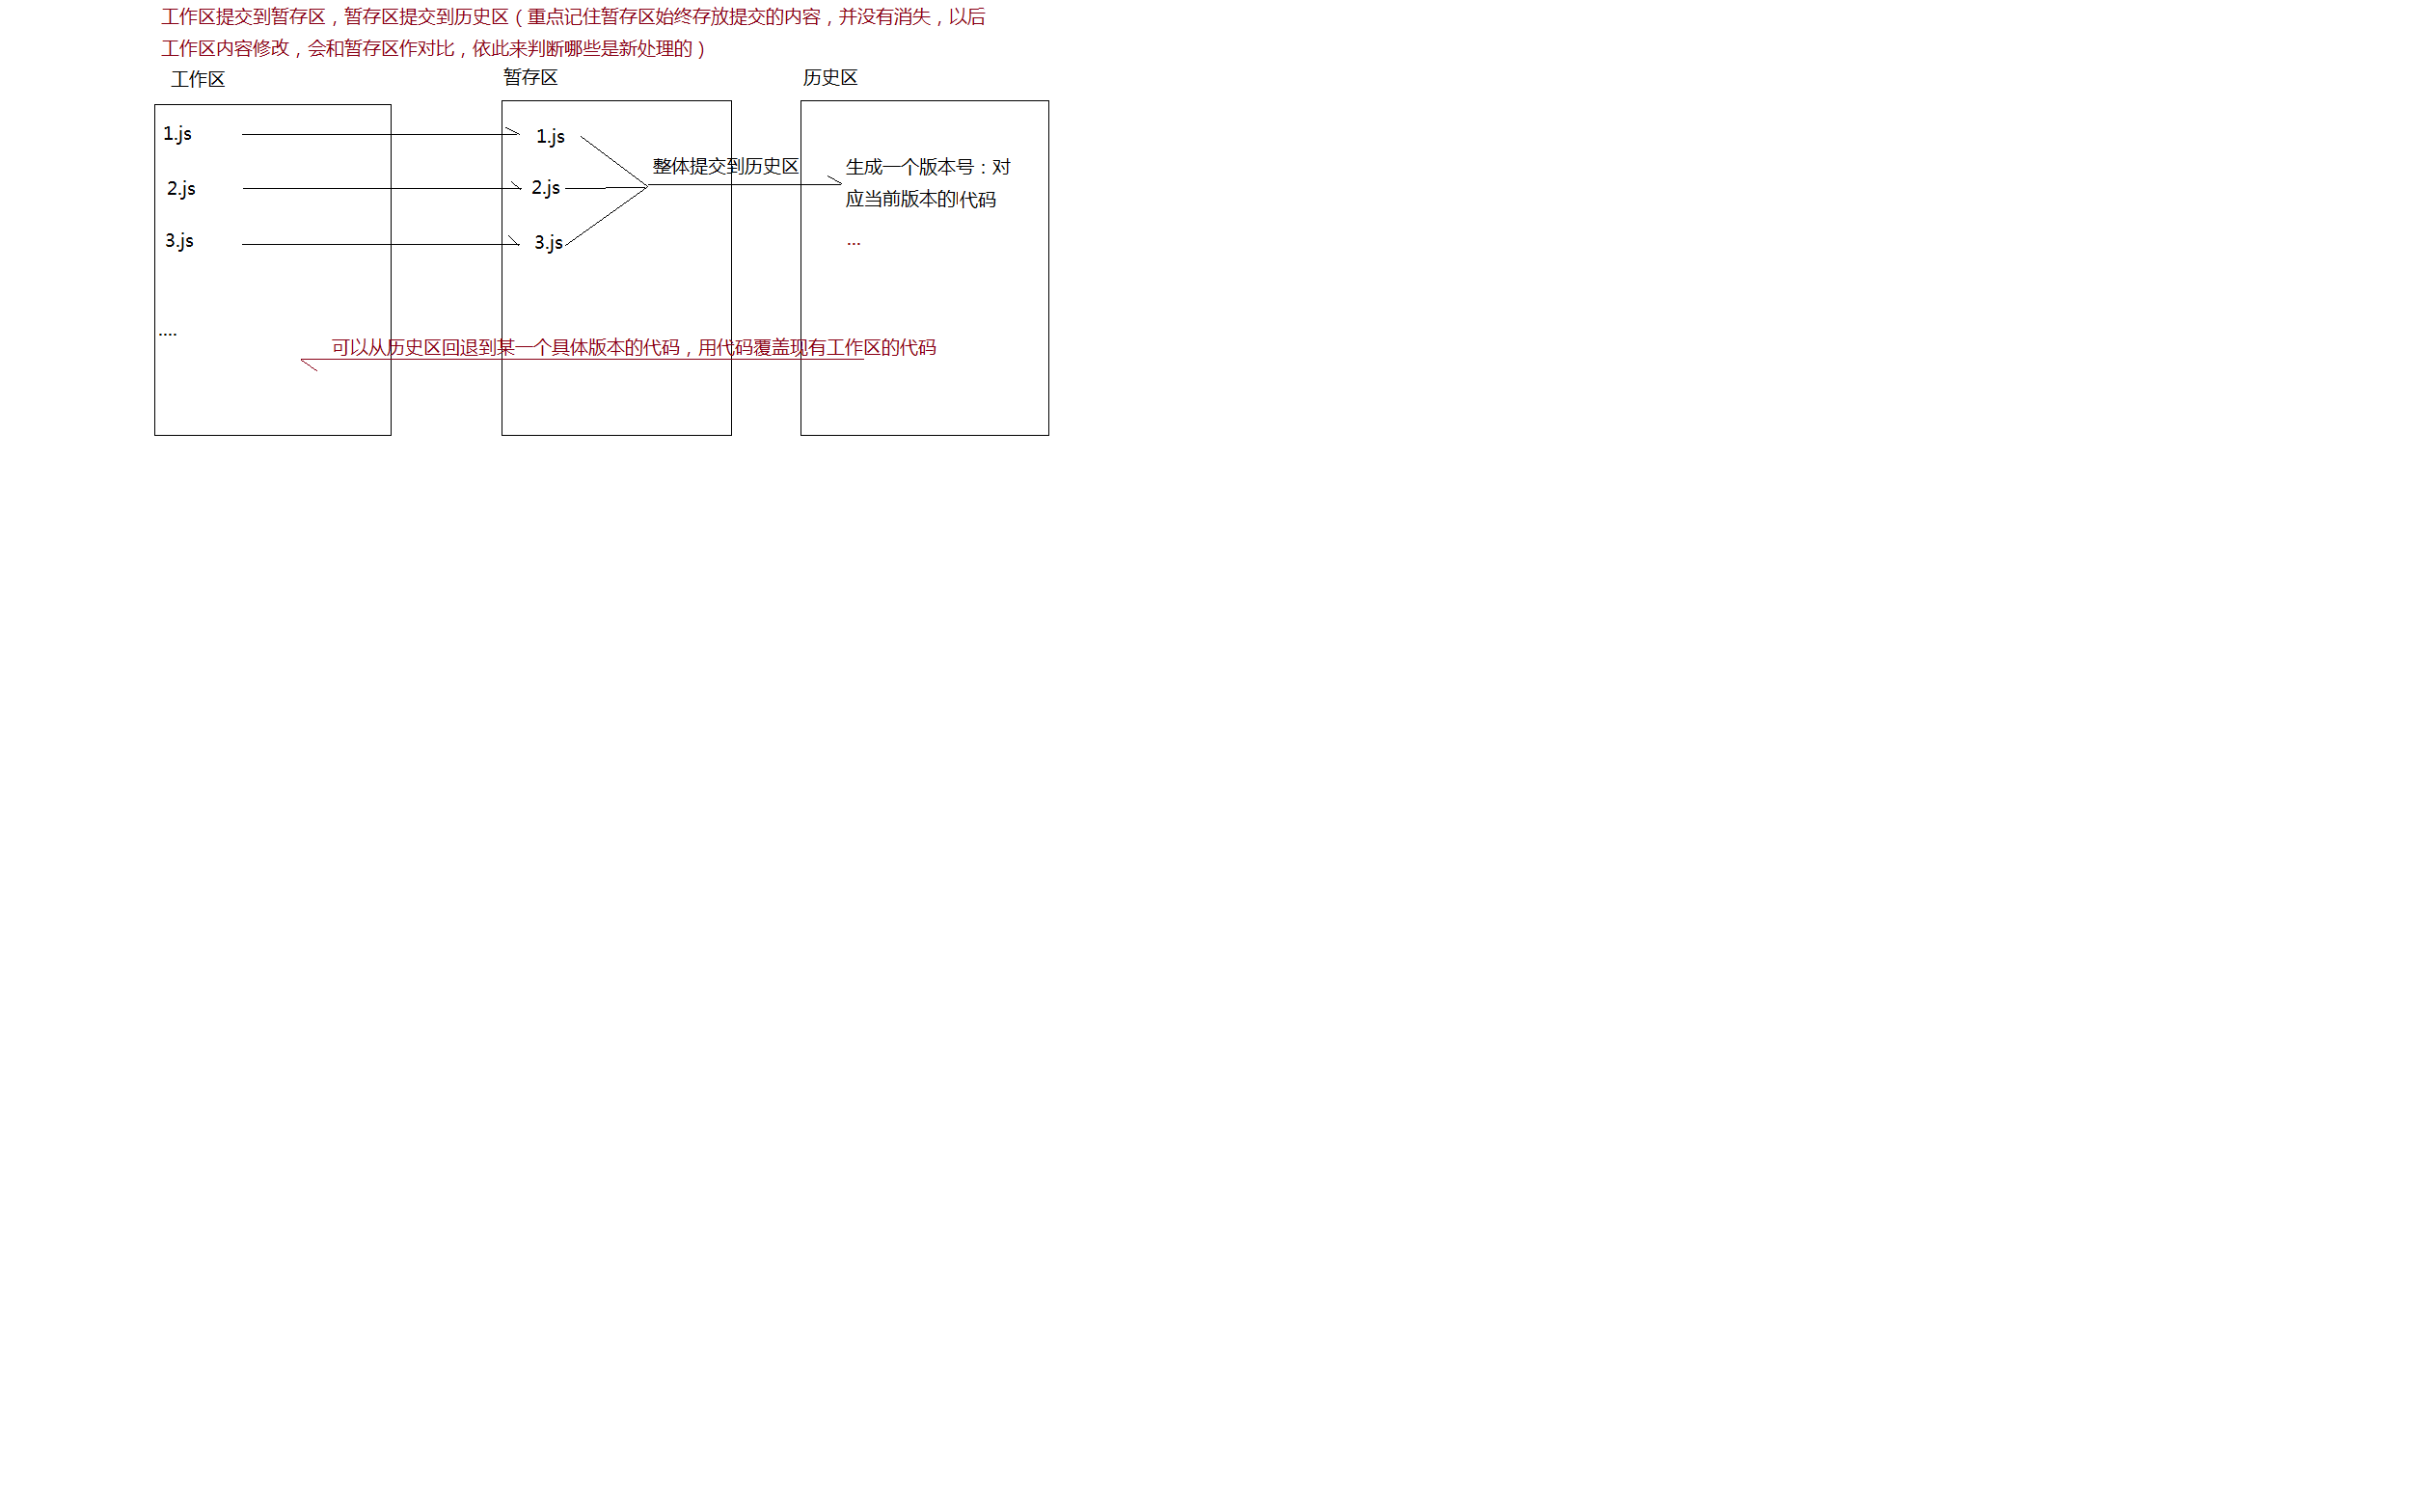 工作区提交到暂存区，暂存区提交到历史区（重点记住暂存区始终存放提交的内容，并没有消失，以后
工作区内容修改，会和暂存区作对比，依此来判断哪些是新处理的）
工作区
暂存区
历史区
1.js
1.js
整体提交到历史区
生成一个版本号：对
2.js
2.js
应当前版本的代码
3.js
3.js
...
....
可以从历史区回退到某一个具体版本的代码，用代码覆盖现有工作区的代码